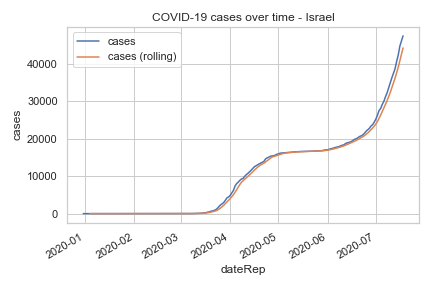 COVID-19 cases over time - Israel
cases
cases (rolling)
40000
30000
20000
10000
0
cases
2020-01
2020-02
2020-03
2020-04
2020-05
2020-06
2020-07
dateRep